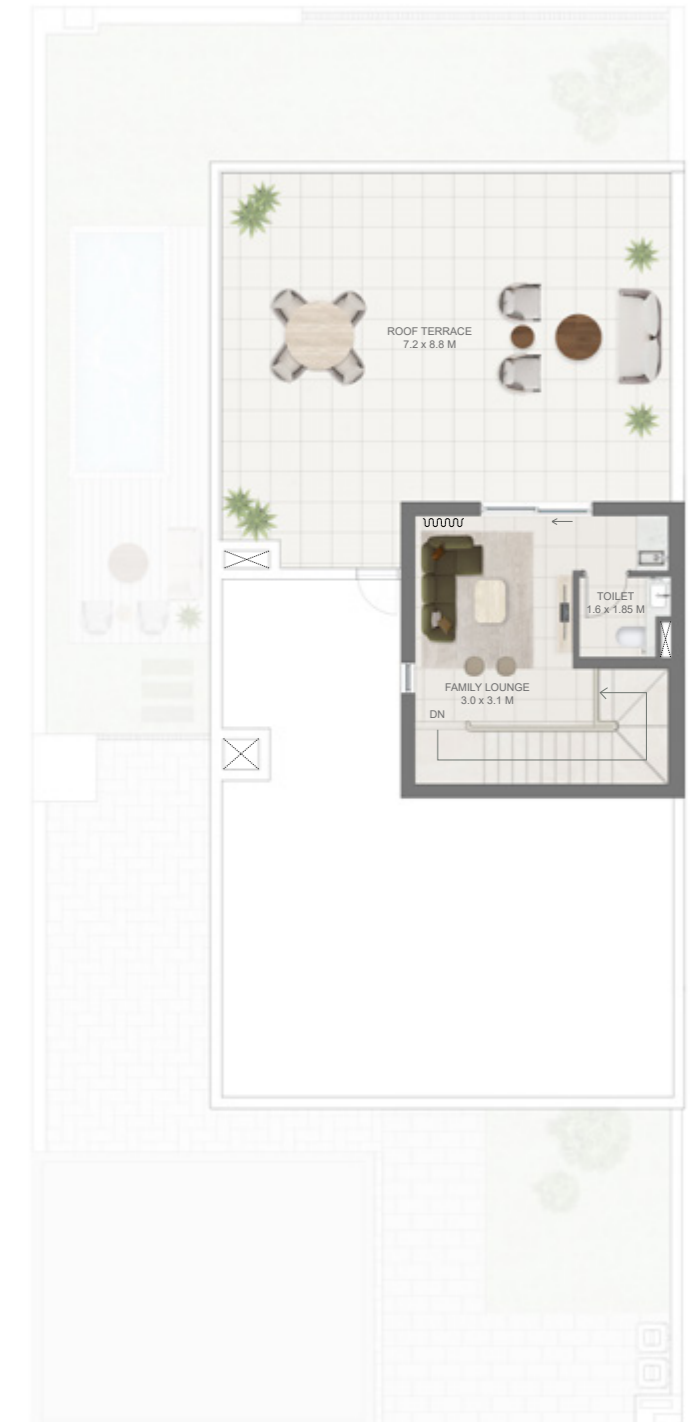 ROOF TERRACE
7.2 x 8.8 M
TOILET
1.6 x 1.85 M
FAMILY LOUNGE
3.0 x 3.1 M
DN